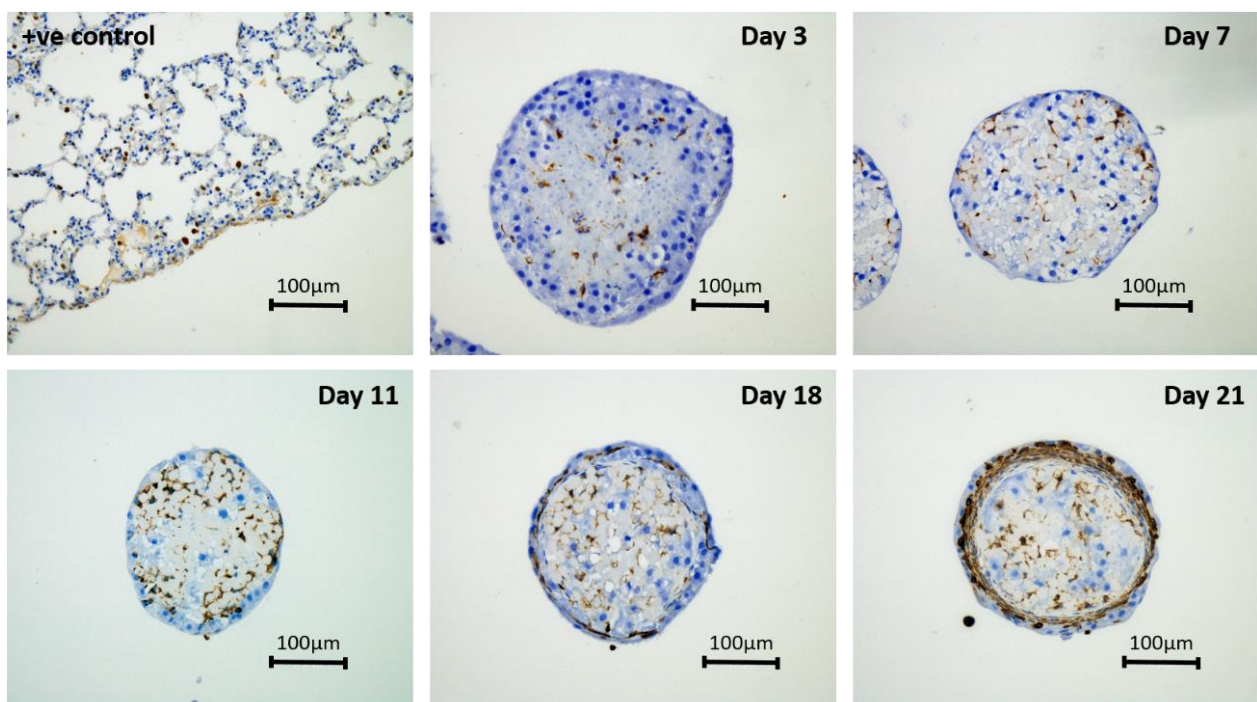 +ve control
Day 3
Day 7
100μm
100μm
100μm
Day 11
Day 18
Day 21
100μm
100μm
100μm